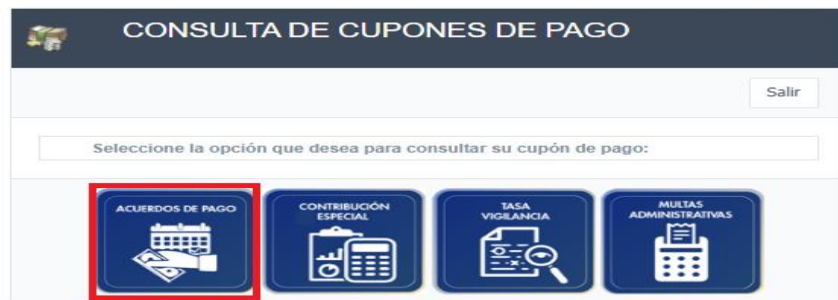 CONSULTA DE CUPONES DE PAGO
Salir
Seleccione la opción que desea para consultar su cupón de pago:
ACUERDOS DE PAGO
CONTRIBUCIÓN
ESPECIAL
TASA
VIGILANCIA
MULTAS
ADMINISTRATIVAS